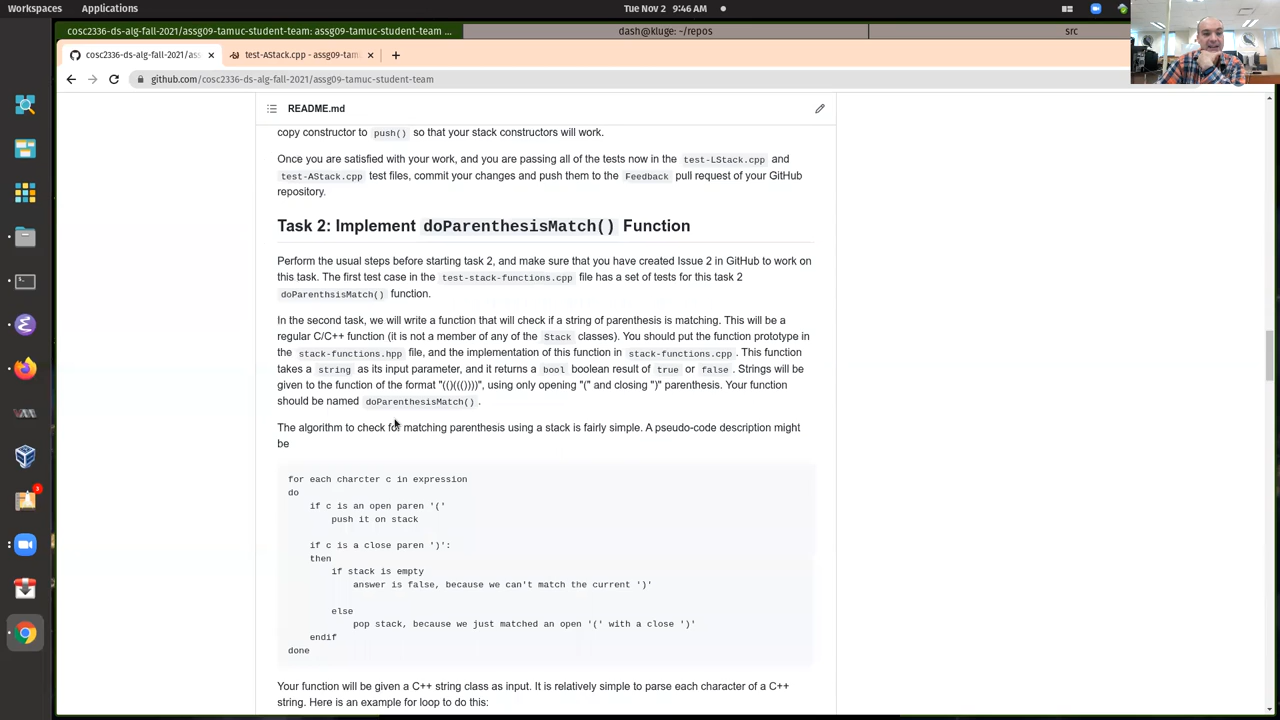 Workspaces
Applications
Tue Nov 2 9:46 AM
cosc2336-ds-alg-fall-2021/assg09-tamuc-student-team: assg09-tamuc-student-team ...
dash@kluge: ~/repos
src
cosc2336-ds-alg-fall-2021/ass
test-AStack.cpp - assg09-tam
github.com/cosc2336-ds-alg-fall-2021/assg09-tamuc-student-team
README.md
copy constructor to push() so that your stack constructors will work.
Once you are satisfied with your work, and you are passing all of the tests now in the test-LStack.cpp and
test-AStack.cpp test files, commit your changes and push them to the Feedback pull request of your GitHub
repository.
Task 2: Implement doParenthesisMatch() Function
Perform the usual steps before starting task 2, and make sure that you have created Issue 2 in GitHub to work on
this task. The first test case in the test-stack-functions.cpp file has a set of tests for this task 2
doParenthsisMatch() function.
In the second task, we will write a function that will check if a string of parenthesis is matching. This will be a
regular C/C++ function (it is not a member of any of the Stack classes). You should put the function prototype in
the stack-functions.hpp file, and the implementation of this function in stack-functions.cpp. This function
takes a string as its input parameter, and it returns a bool boolean result of true or false. Strings will be
given to the function of the format "(()((())))", using only opening "(" and closing ")" parenthesis. Your function
should be named doParenthesisMatch().
The algorithm to check for matching parenthesis using a stack is fairly simple. A pseudo-code description might
be
for each charcter c in expression
do
if c is an open paren '('
push it on stack
if c is a close paren ')':
then
if stack is empty
answer is false, because we can't match the current ')'
else
pop stack, because we just matched an open '(' with a close ')'
endif
done
Your function will be given a C++ string class as input. It is relatively simple to parse each character of a C++
string. Here is an example for loop to do this: